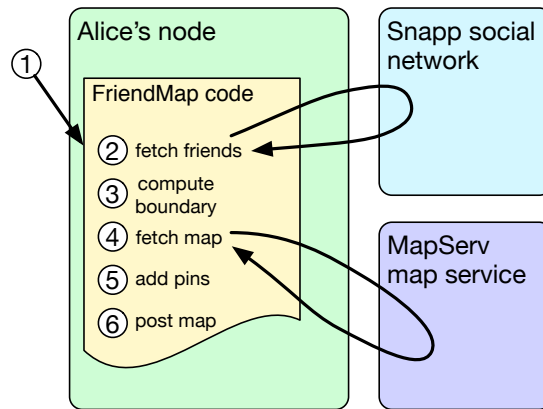 Alice’s node
Snapp social
network
1
FriendMap code
2 fetch friends
3 compute
boundary
4 fetch map
5 add pins
6 post map
MapServ
map service